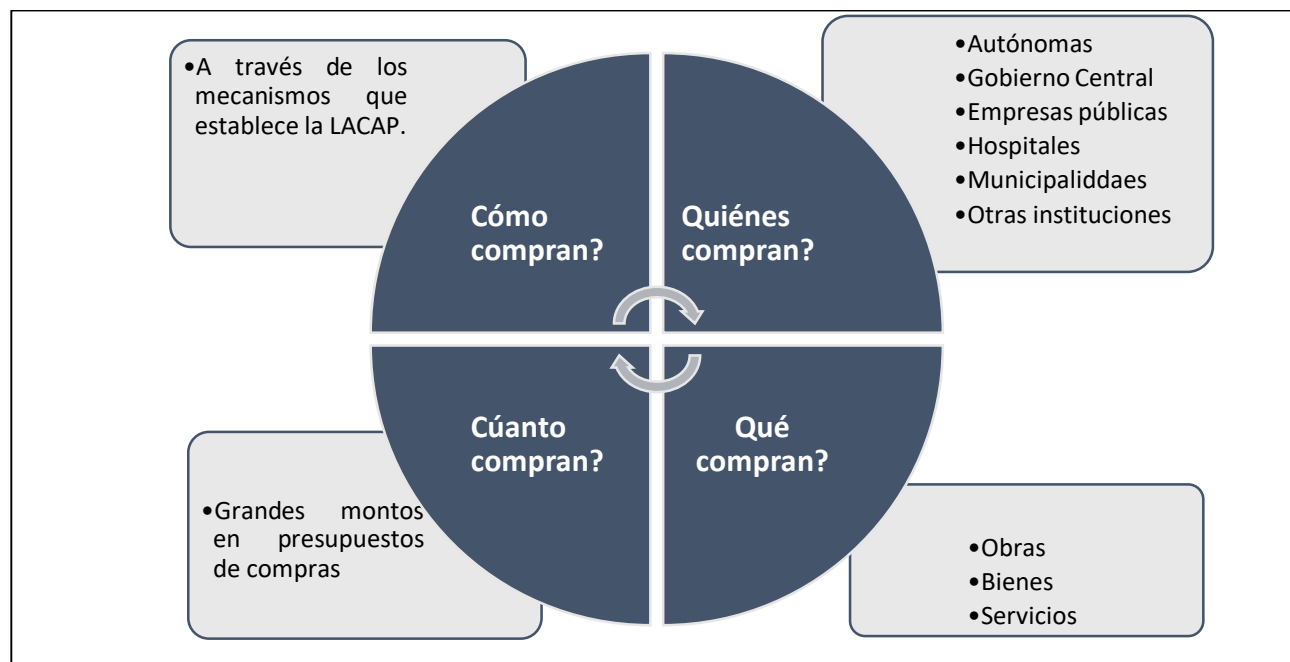 •A través de los
mecanismos que
establece la LACAP.
Cómo
compran?
Quiénes
compran?
•Autónomas
•Gobierno Central
•Empresas públicas
•Hospitales
•Municipaliddaes
•Otras instituciones
Cúanto
compran?
•Grandes montos
en presupuestos
de compras
Qué
compran?
•Obras
•Bienes
•Servicios